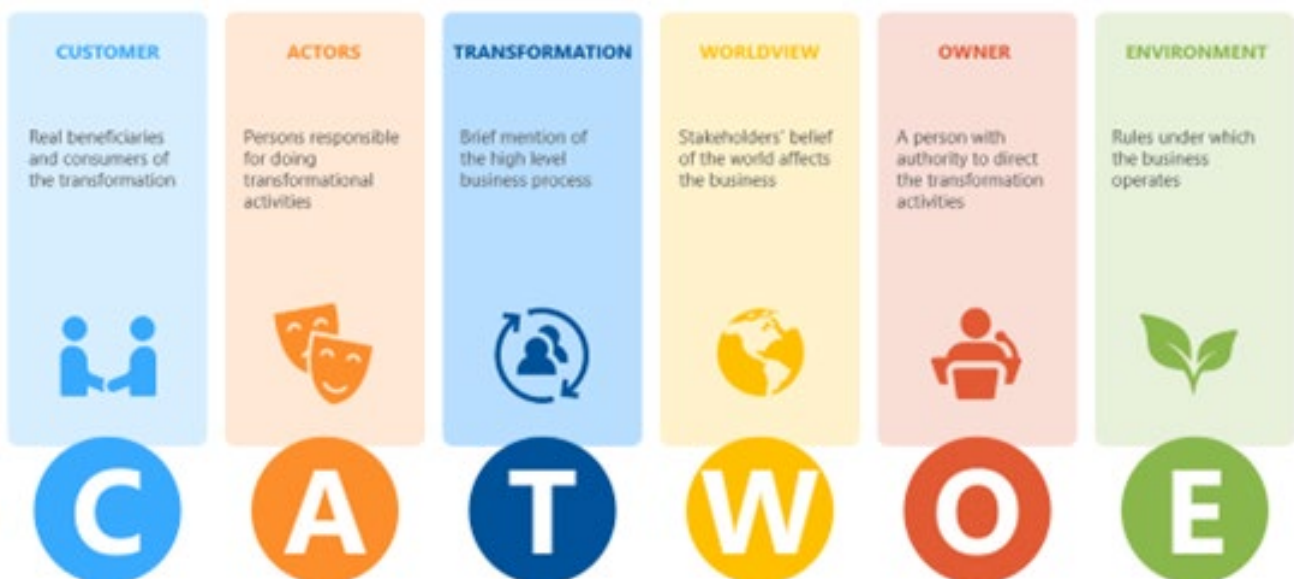 CUSTOMER
Real beneficiaries
and consumers of
the transformation
C
ACTORS
Persons responsible
for doing
transformational
activities
A
TRANSFORMATION
Brief mention of
the high level
business process
T
WORLDVIEW
Stakeholders' belief
of the world affects
the business
W
OWNER
A person with
authority to direct
the transformation
activities
O
ENVIRONMENT
Rules under which
the business
operates
E